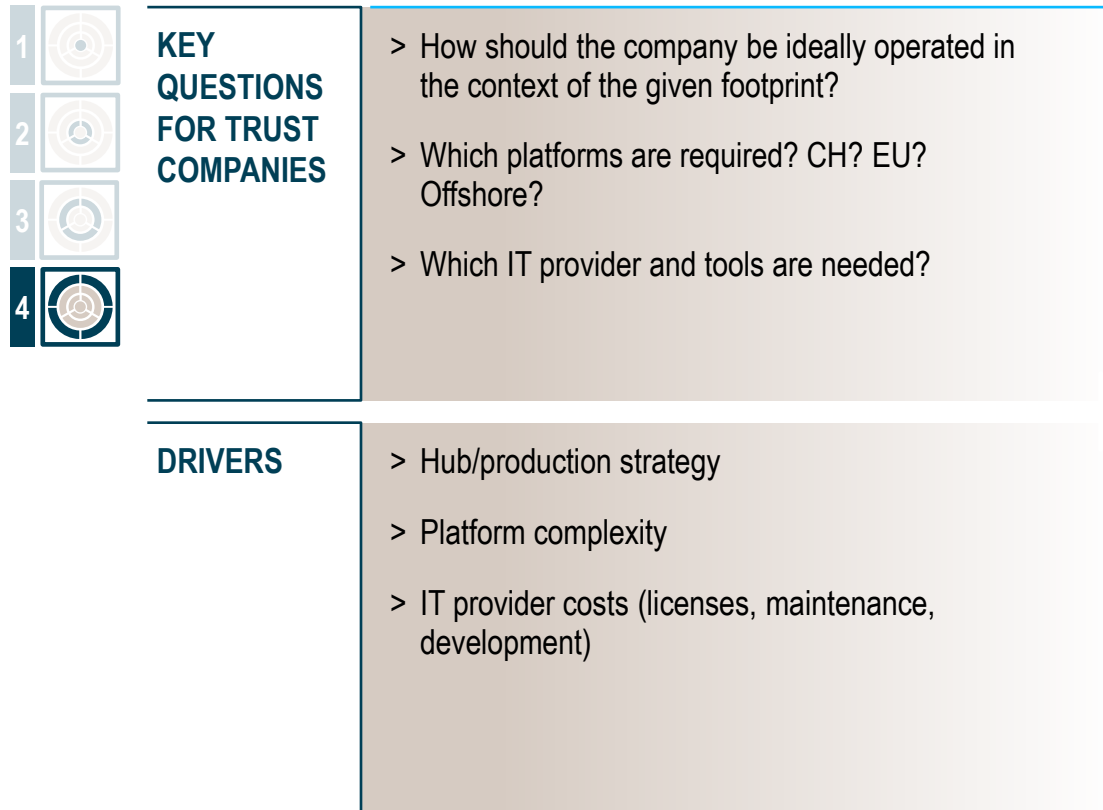 1
2
3
4
KEY
QUESTIONS
FOR TRUST
COMPANIES
> How should the company be ideally operated in
the context of the given footprint?
> Which platforms are required? CH? EU?
Offshore?
> Which IT provider and tools are needed?
DRIVERS
> Hub/production strategy
> Platform complexity
> IT provider costs (licenses, maintenance,
development)